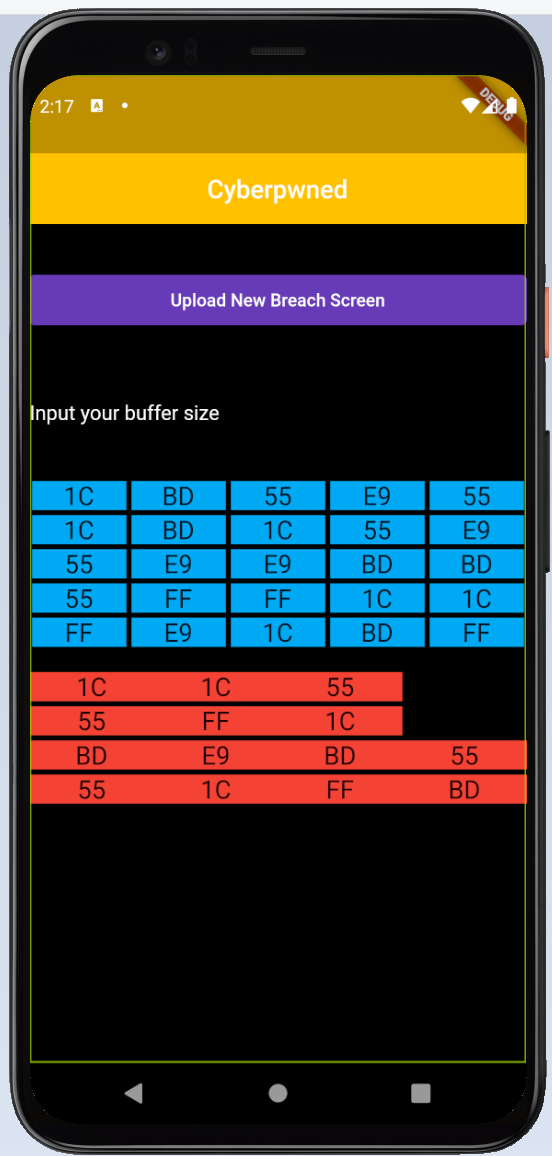 2:17
DEBUG
Cyberpwned
Upload New Breach Screen
Input your buffer size
1C BD 55 E9 55
1C BD 1C 55 E9
55 E9 E9 BD BD
55 FF FF 1C 1C
FF E9 1C BD FF
1C 1C 55
55 FF 1C
BD E9 BD 55
55 1C FF BD